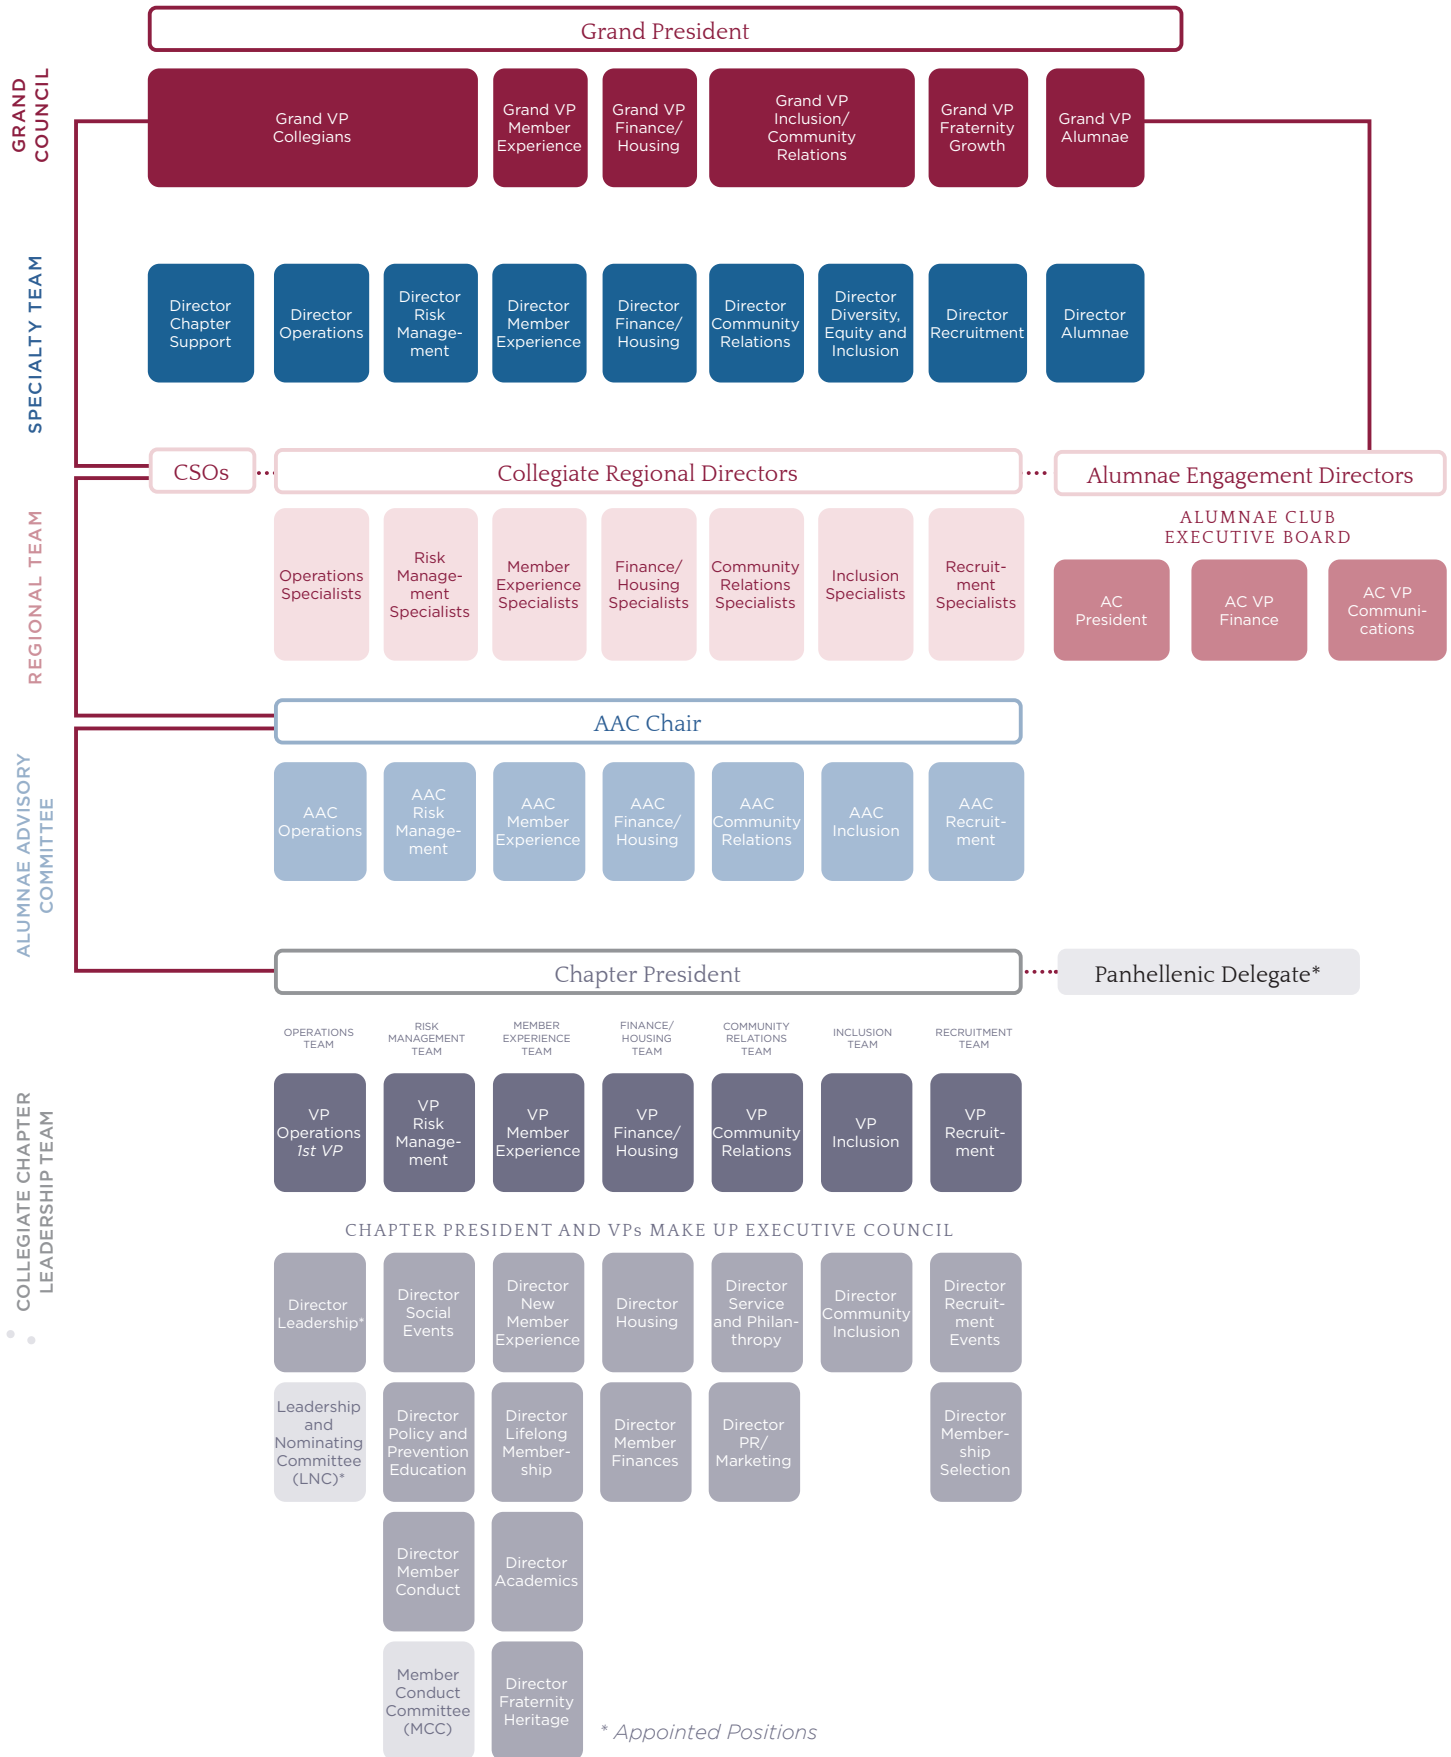 Grand President
GRAND
COUNCIL
Grand VP
Collegians
Grand VP
Member
Experience
Grand VP
Finance/
Housing
Grand VP
Inclusion/
Community
Relations
Grand VP
Fraternity
Growth
Grand VP
Alumnae
SPECIALTY TEAM
Director
Chapter
Support
Director
Operations
Director
Risk
Manage-
ment
Director
Member
Experience
Director
Finance/
Housing
Director
Community
Relations
Director
Diversity,
Equity and
Inclusion
Director
Recruitment
Director
Alumnae
REGIONAL TEAM
CSOs
Collegiate Regional Directors
Alumnae Engagement Directors
Operations
Specialists
Risk
Manage-
ment
Specialists
Member
Experience
Specialists
Finance/
Housing
Specialists
Community
Relations
Specialists
Inclusion
Specialists
Recruit-
ment
Specialists
ALUMNAE CLUB
EXECUTIVE BOARD
AC
President
AC VP
Finance
AC VP
Communi-
cations
ALUMNAE ADVISORY
COMMITTEE
AAC Chair
AAC
Operations
AAC
Risk
Manage-
ment
AAC
Member
Experience
AAC
Finance/
Housing
AAC
Community
Relations
AAC
Inclusion
AAC
Recruit-
ment
COLLEGIATE CHAPTER
LEADERSHIP TEAM
Chapter President
Panhellenic Delegate*
OPERATIONS
TEAM
RISK
MANAGEMENT
TEAM
MEMBER
EXPERIENCE
TEAM
FINANCE/
HOUSING
TEAM
COMMUNITY
RELATIONS
TEAM
INCLUSION
TEAM
RECRUITMENT
TEAM
VP
Operations
1st VP
VP
Risk
Manage-
ment
VP
Member
Experience
VP
Finance/
Housing
VP
Community
Relations
VP
Inclusion
VP
Recruit-
ment
CHAPTER PRESIDENT AND VPs MAKE UP EXECUTIVE COUNCIL
Director
Leadership*
Director
Social
Events
Director
New
Member
Experience
Director
Housing
Director
Service
and Philan-
thropy
Director
Community
Inclusion
Director
Recruit-
ment
Events
Leadership
and
Nominating
Committee
(LNC)*
Director
Policy and
Prevention
Education
Director
Lifelong
Member-
ship
Director
Member
Finances
Director
PR/
Marketing
Director
Member-
ship
Selection
Director
Member
Conduct
Director
Academics
Member
Conduct
Committee
(MCC)
Director
Fraternity
Heritage
* Appointed Positions